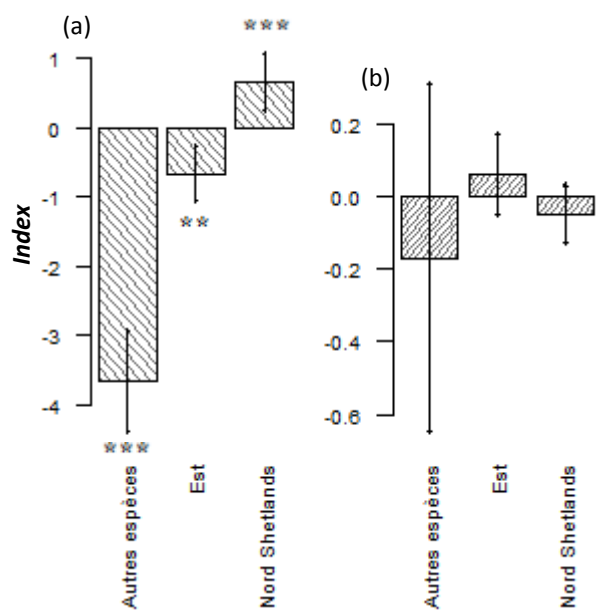 (a)
***
1
0
-1
-2
-3
-4
Index
**
***
Autres espèces
Est
Nord Shetlands
(b)
0.2
0.0
-0.2
-0.4
-0.6
Autres espèces
Est
Nord Shetlands